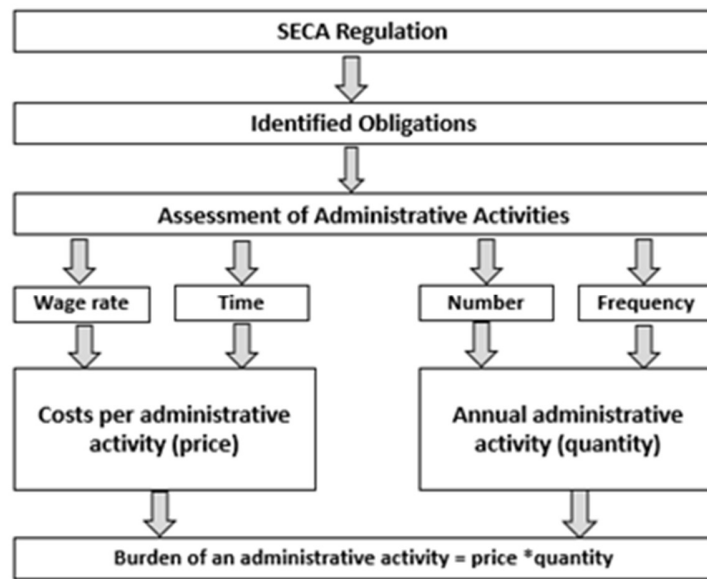 SECA Regulation
Identified Obligations
Assessment of Administrative Activities
Wage rate
Time
Number
Frequency
Costs per administrative
activity (price)
Annual administrative
activity (quantity)
Burden of an administrative activity = price *quantity